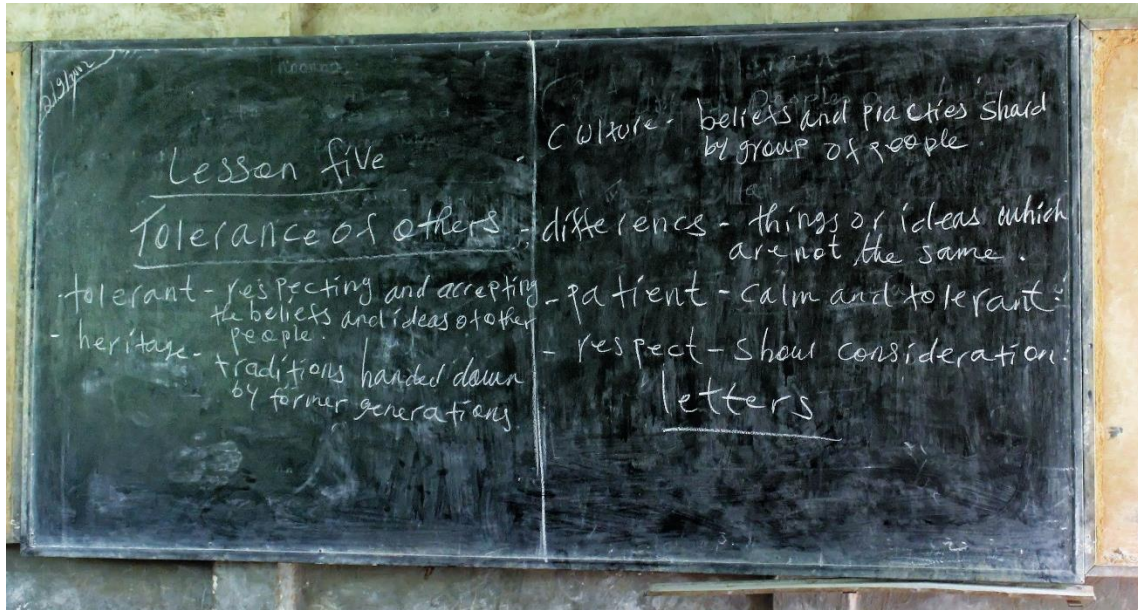 Lesson five
Tolerance of others
tolerant - respecting and accepting
the beliefs and ideas of other
people.
- heritage - traditions handed down
by former generations
- Culture - beliefs and practies shard
by group of people.
- differencs - things or ideas which
are not the same.
- patient - calm and tolerant:
- respect - show consideration:
letters